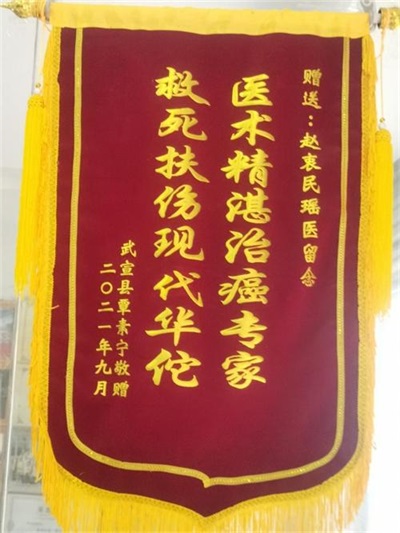 赠送：赵衷民瑶医留念
医术精湛治癌专家
救死扶伤现代华佗
武宣县覃素宁敬赠
二〇二一年九月